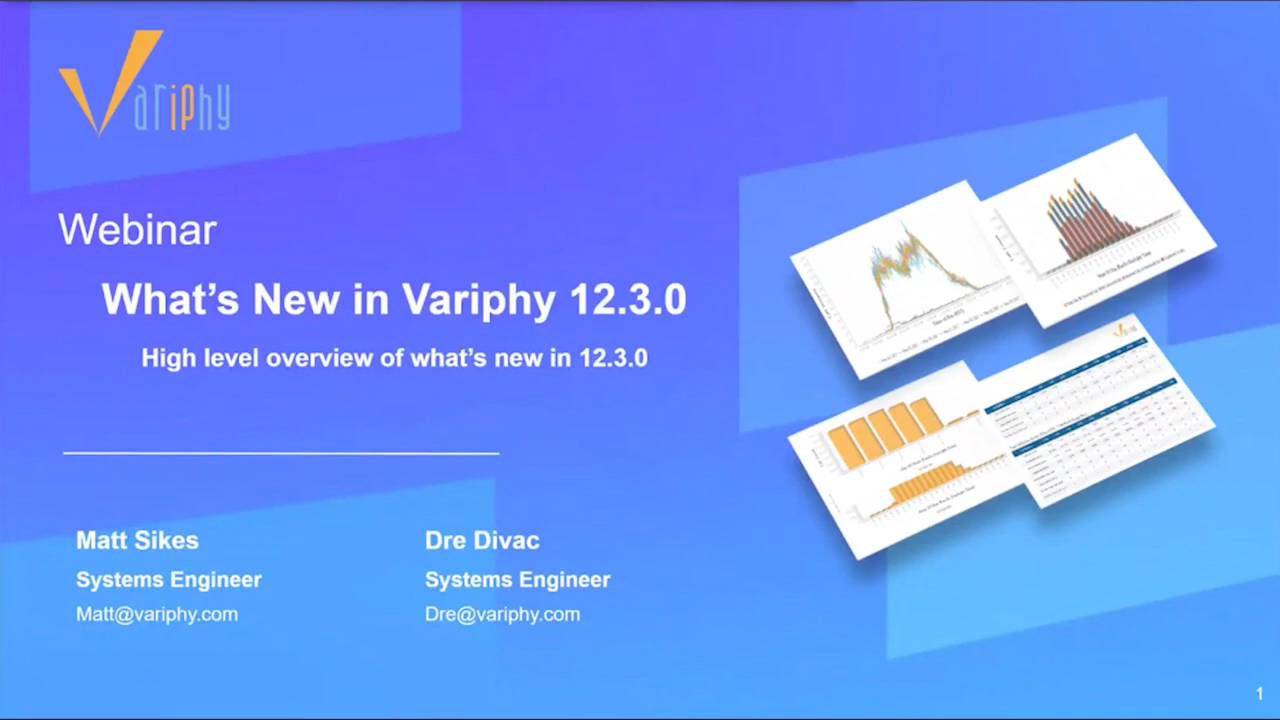 Variphy
Webinar
What's New in Variphy 12.3.0
High level overview of what's new in 12.3.0
Matt Sikes
Systems Engineer
Matt@variphy.com
Dre Divac
Systems Engineer
Dre@variphy.com
1